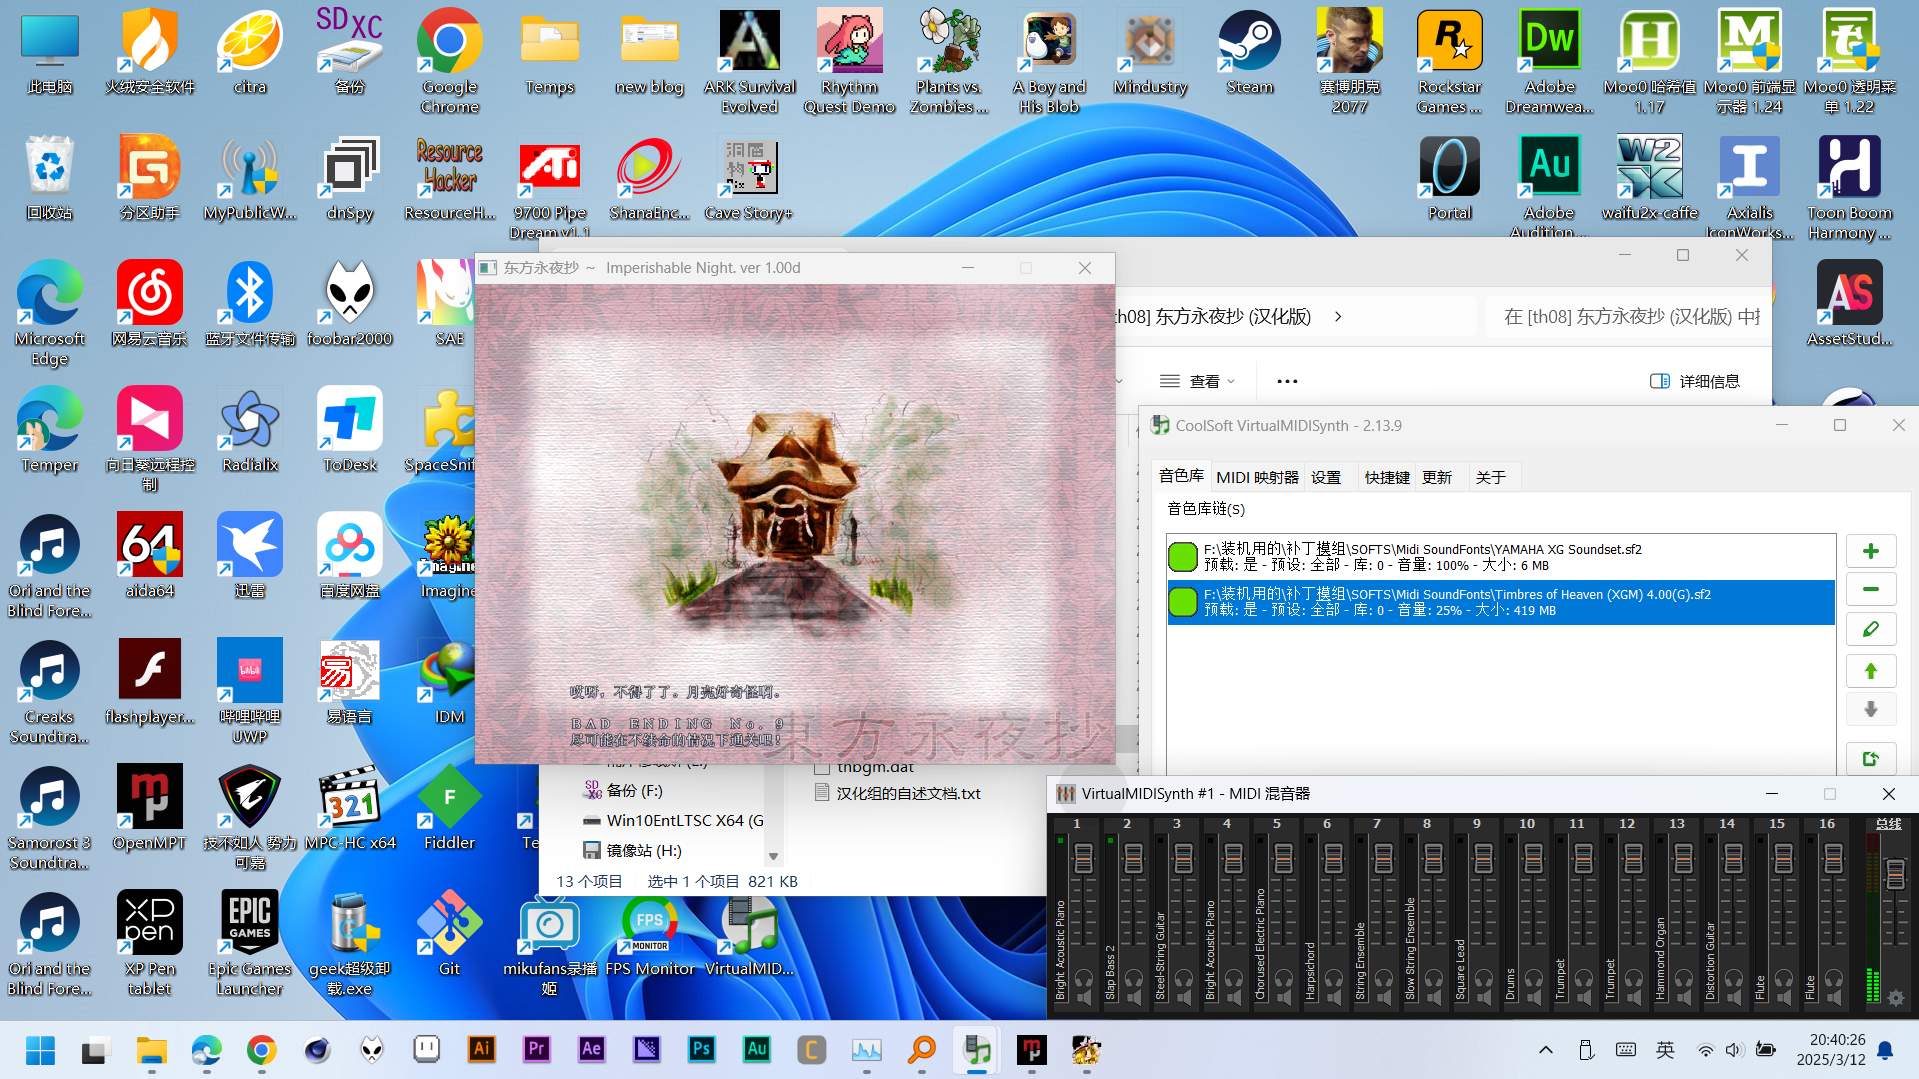 此电脑
火绒安全软件
citra
备份
Google Chrome
Temps
new blog
ARK Survival Evolved
Rhythm Quest Demo
Plants vs. Zombies ...
A Boy and His Blob
Mindustry
Steam
赛博朋克 2077
Rockstar Games ...
Adobe Dreamwea...
Moo0 哈希值 1.17
Moo0 前端显示器 1.24
Moo0 透明菜单 1.22
回收站
分区助手
MyPublicW...
dnSpy
ResourceH...
9700 Pipe Dream v1.1
ShanaEnc...
Cave Story+
Portal
Adobe Audition ...
waifu2x-caffe
Axialis IconWorks...
Toon Boom Harmony ...
Microsoft Edge
网易云音乐
蓝牙文件传输
foobar2000
SAE
AssetStud...
Temper
向日葵远程控制
Radialix
ToDesk
SpaceSnif
Ori and the Blind Fore...
aida64
迅雷
百度网盘
Imagine
Creaks Soundtra...
flashplayer...
哔哩哔哩 UWP
易语言
IDM
Samorost 3 Soundtra...
OpenMPT
技不如人 势力可嘉
MPC-HC x64
Fiddler
Te
Ori and the Blind Fore...
XP Pen tablet
Epic Games Launcher
geek超级卸载.exe
Git
mikufans录播姬
FPS Monitor
VirtualMID...
东方永夜抄 ~ Imperishable Night. ver 1.00d
哎呀，不得了了。月亮好奇怪啊。
BAD ENDING No.9
尽可能在不续命的情况下通关吧！
東方永夜抄
th08] 东方永夜抄 (汉化版)
在 [th08] 东方永夜抄 (汉化版) 中
查看
详细信息
thbgm.dat
备份 (F:)
汉化组的自述文档.txt
Win10EntLTSC X64 (G
镜像站 (H:)
13 个项目
选中 1 个项目 821 KB
CoolSoft VirtualMIDISynth - 2.13.9
音色库
MIDI 映射器
设置
快捷键
更新
关于
音色库链(S)
F:\装机用的\补丁模组\SOFTS\Midi SoundFonts\YAMAHA XG Soundset.sf2
预载: 是 - 预设: 全部 - 库: 0 - 音量: 100% - 大小: 6 MB
F:\装机用的\补丁模组\SOFTS\Midi SoundFonts\Timbres of Heaven (XGM) 4.00(G).sf2
预载: 是 - 预设: 全部 - 库: 0 - 音量: 25% - 大小: 419 MB
VirtualMIDISynth #1 - MIDI 混音器
1 2 3 4 5 6 7 8 9 10 11 12 13 14 15 16 总线
Bright Acoustic Piano
Slap Bass 2
Steel-String Guitar
Bright Acoustic Piano
Chorused Electric Piano
Harpsichord
String Ensemble
Slow String Ensemble
Square Lead
Drums
Trumpet
Trumpet
Hammond Organ
Distortion Guitar
Flute
Flute
英
20:40:26
2025/3/12